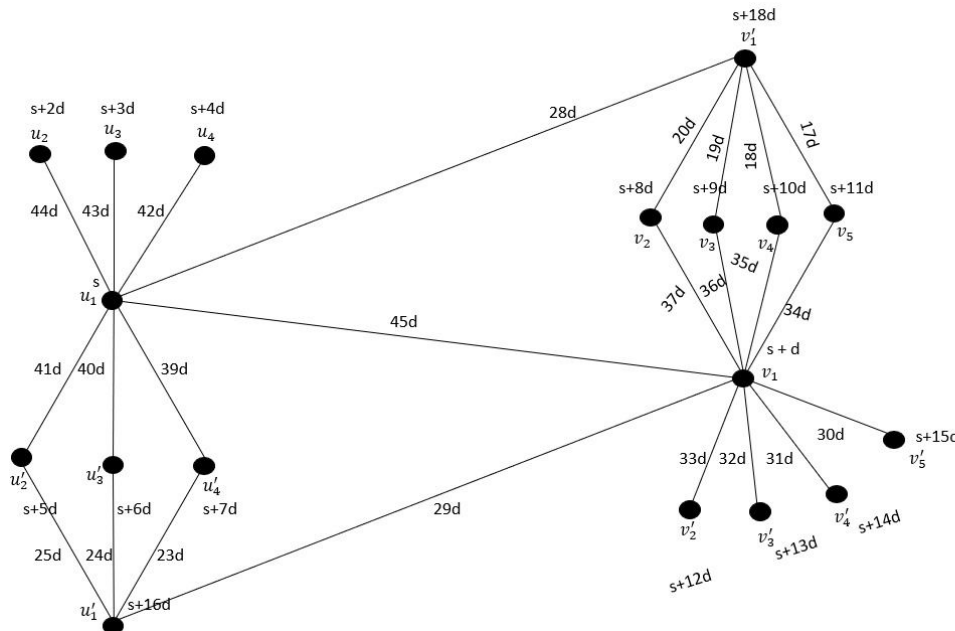 s+18d
v′₁
28d
s+2d s+3d s+4d
u₂ u₃ u₄
20d 19d 18d 17d
44d 43d 42d
s+8d s+9d s+10d s+11d
v₂ v₃ v₄ v₅
s
u₁
37d 36d 35d 34d
45d
s + d
v₁
41d 40d 39d
30d
s+15d
v′₅
33d 32d 31d
u′₂ u′₃ u′₄
s+5d s+6d s+7d
29d
v′₂ v′₃ v′₄
s+12d s+13d s+14d
25d 24d 23d
u′₁
s+16d